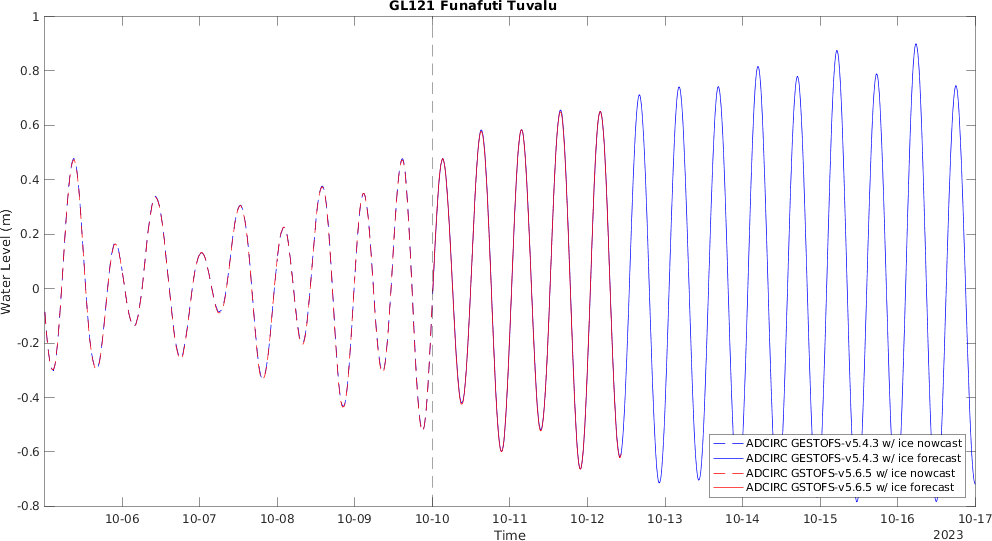 GL121 Funafuti Tuvalu
1
0.8
0.6
0.4
0.2
0
-0.2
-0.4
-0.6
-0.8
Water Level (m)
ADCIRC GESTOFS-v5.4.3 w/ ice nowcast
ADCIRC GESTOFS-v5.4.3 w/ ice forecast
ADCIRC GSTOFS-v5.6.5 w/ ice nowcast
ADCIRC GSTOFS-v5.6.5 w/ ice forecast
10-06 10-07 10-08 10-09 10-10 10-11 10-12 10-13 10-14 10-15 10-16 10-17
Time
2023